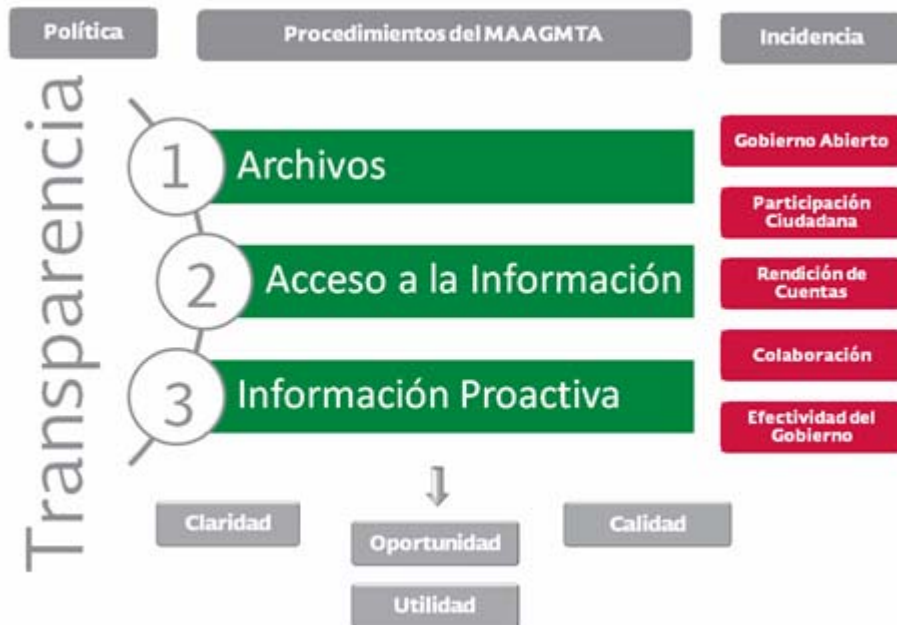 Política
Procedimientos del MAAGMTA
Incidencia
Transparencia
1
Archivos
2
Acceso a la Información
3
Información Proactiva
Gobierno Abierto
Participación
Ciudadana
Rendición de
Cuentas
Colaboración
Efectividad del
Gobierno
Claridad
Oportunidad
Calidad
Utilidad